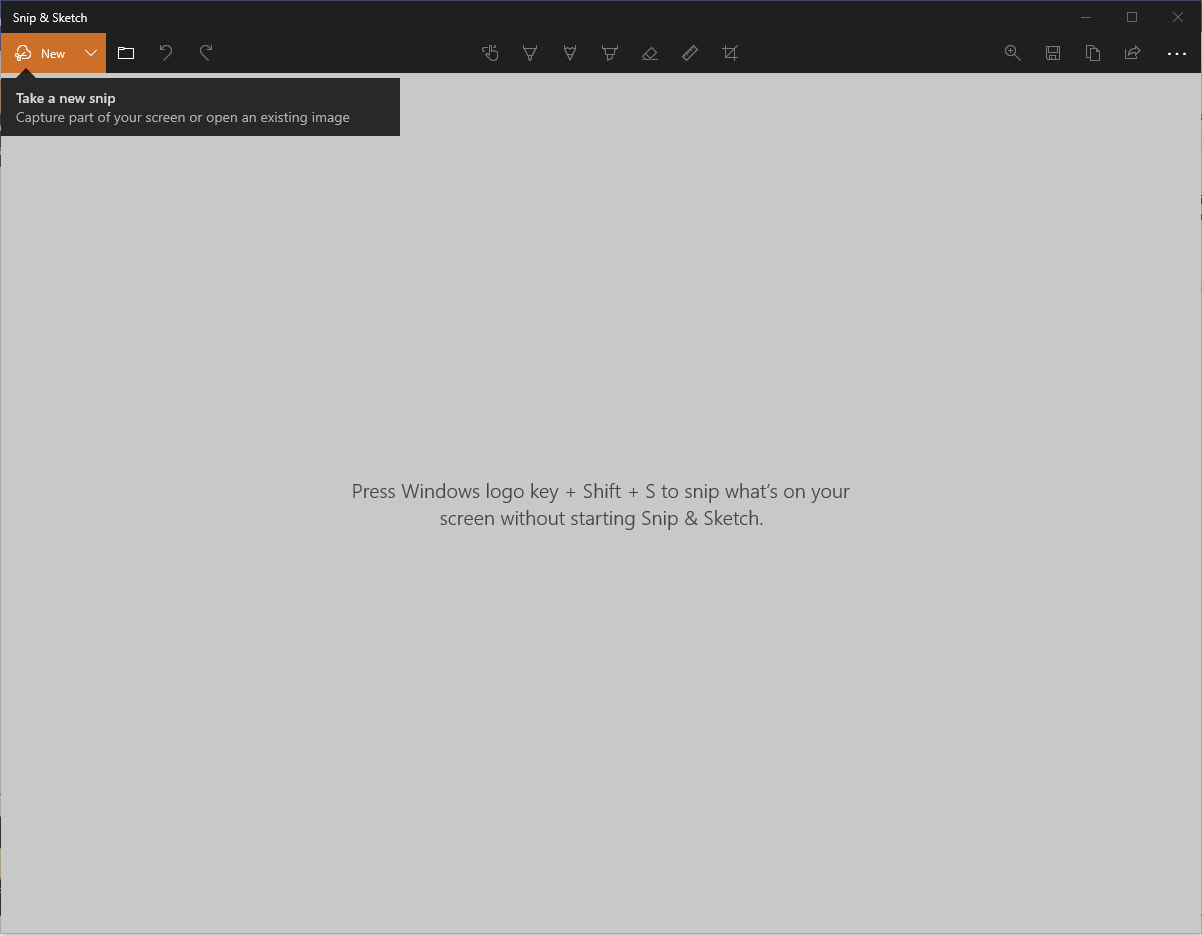 Snip & Sketch
New
Take a new snip
Capture part of your screen or open an existing image
Press Windows logo key + Shift + S to snip what's on your
screen without starting Snip & Sketch.